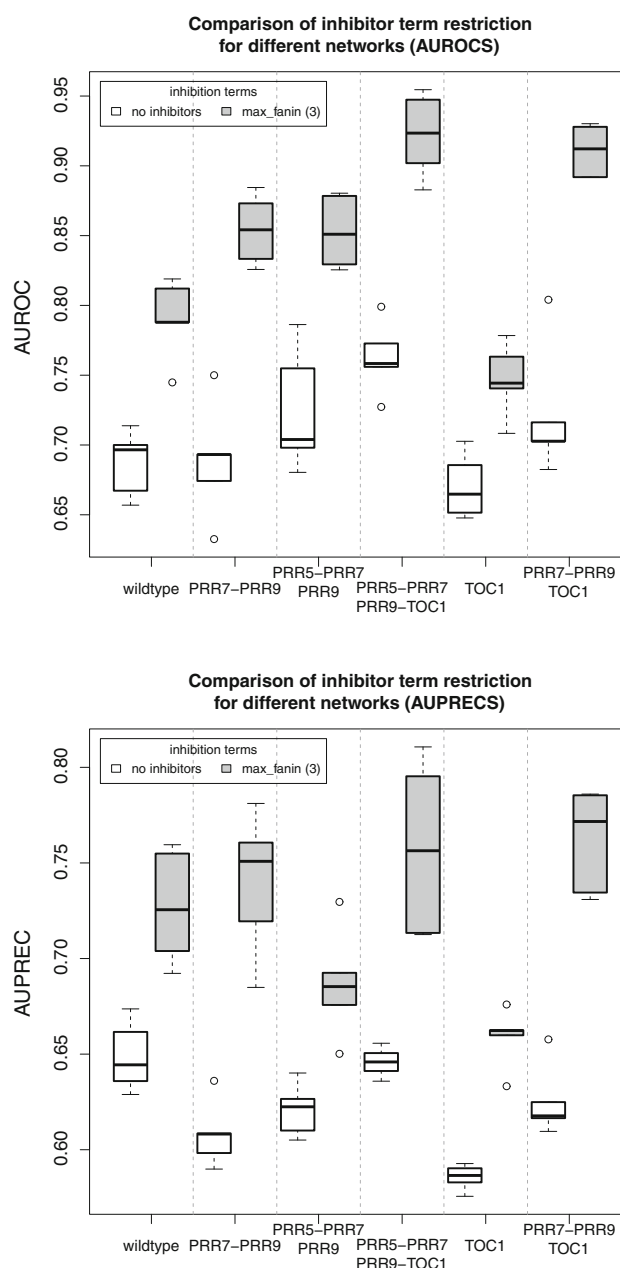 Comparison of inhibitor term restriction
for different networks (AUROCS)
inhibition terms
no inhibitors max_fanin (3)
AUROC
0.95
0.90
0.85
0.80
0.75
0.70
0.65
wildtype
PRR7−PRR9
PRR5−PRR7
PRR9
PRR5−PRR7
PRR9−TOC1
TOC1
PRR7−PRR9
TOC1
Comparison of inhibitor term restriction
for different networks (AUPRECS)
inhibition terms
no inhibitors max_fanin (3)
AUPREC
0.80
0.75
0.70
0.65
0.60
wildtype
PRR7−PRR9
PRR5−PRR7
PRR9
PRR5−PRR7
PRR9−TOC1
TOC1
PRR7−PRR9
TOC1